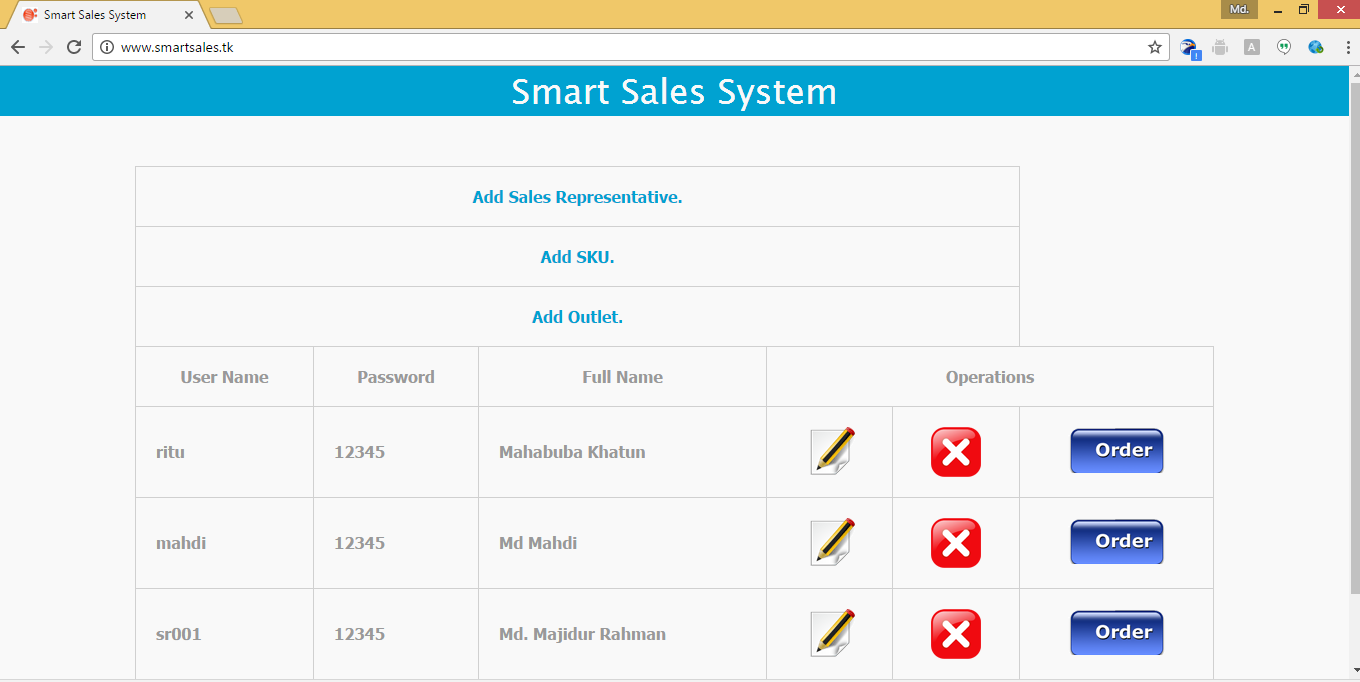 Smart Sales System
Md.
www.smartsales.tk
A
Smart Sales System
Add Sales Representative.
Add SKU.
Add Outlet.
User Name Password Full Name Operations
ritu 12345 Mahabuba Khatun Order
mahdi 12345 Md Mahdi Order
sr001 12345 Md. Majidur Rahman Order